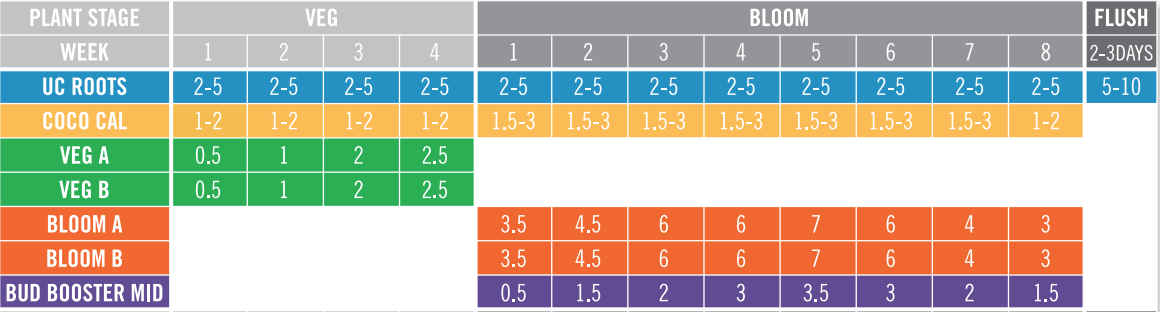 PLANT STAGE VEG BLOOM FLUSH
WEEK 1 2 3 4 1 2 3 4 5 6 7 8 2-3DAYS
UC ROOTS 2-5 2-5 2-5 2-5 2-5 2-5 2-5 2-5 2-5 2-5 2-5 2-5 5-10
COCO CAL 1-2 1-2 1-2 1-2 1.5-3 1.5-3 1.5-3 1.5-3 1.5-3 1.5-3 1.5-3 1-2
VEG A 0.5 1 2 2.5
VEG B 0.5 1 2 2.5
BLOOM A 3.5 4.5 6 6 7 6 4 3
BLOOM B 3.5 4.5 6 6 7 6 4 3
BUD BOOSTER MID 0.5 1.5 2 3 3.5 3 2 1.5